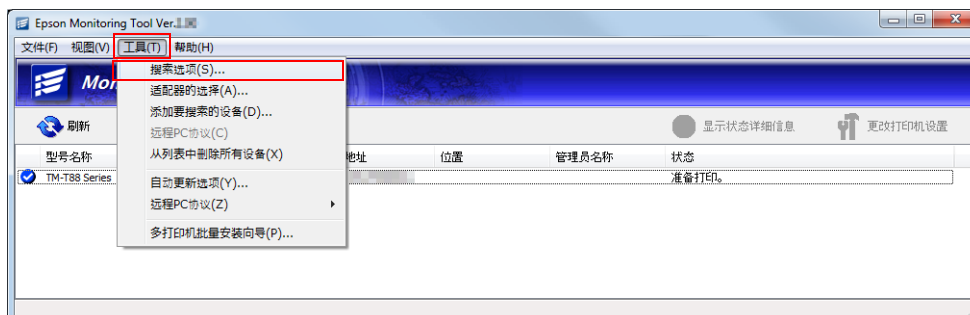 Epson Monitoring Tool Ver.
文件(F) 视图(V) 工具(T) 帮助(H)
搜索选项(S)...
适配器的选择(A)...
添加要搜索的设备(D)...
远程PC协议(C)
从列表中删除所有设备(X)
自动更新选项(Y)...
远程PC协议(Z)
多打印机批量安装向导(P)...
刷新 显示状态详细信息 更改打印机设置
型号名称 地址 位置 管理员名称 状态
TM-T88 Series 准备打印。